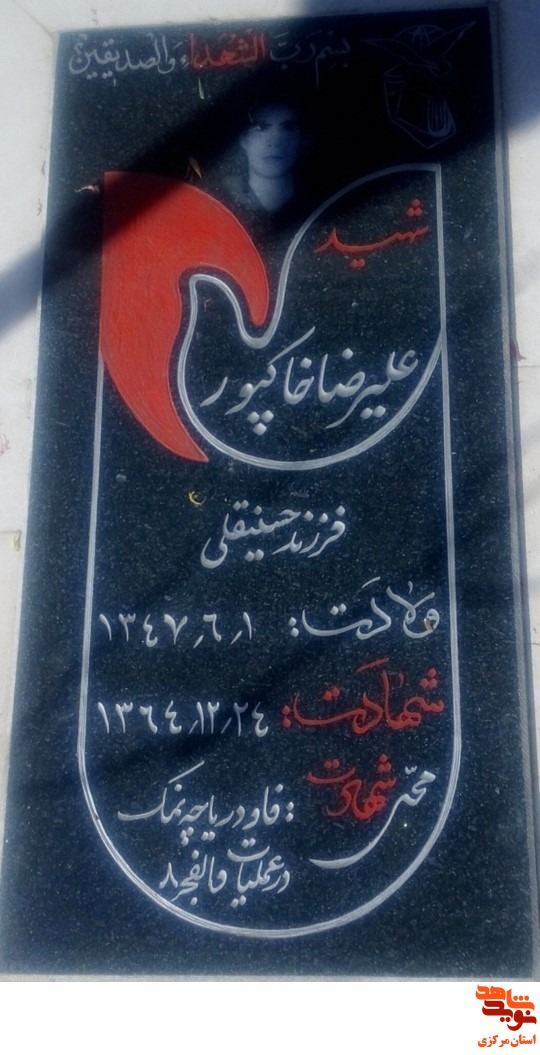 بسم رب الشهداء والصدیقین
شهید
علیرضا خاکپور
فرزند حسینقلی
ولادت: ۱۳۴۷/۶/۱
شهادت: ۱۳۶۴/۱۲/۲۴
محل شهادت: فاو دریاچه نمک
در عملیات والفجر ۸
نوید شاهد
استان مرکزی